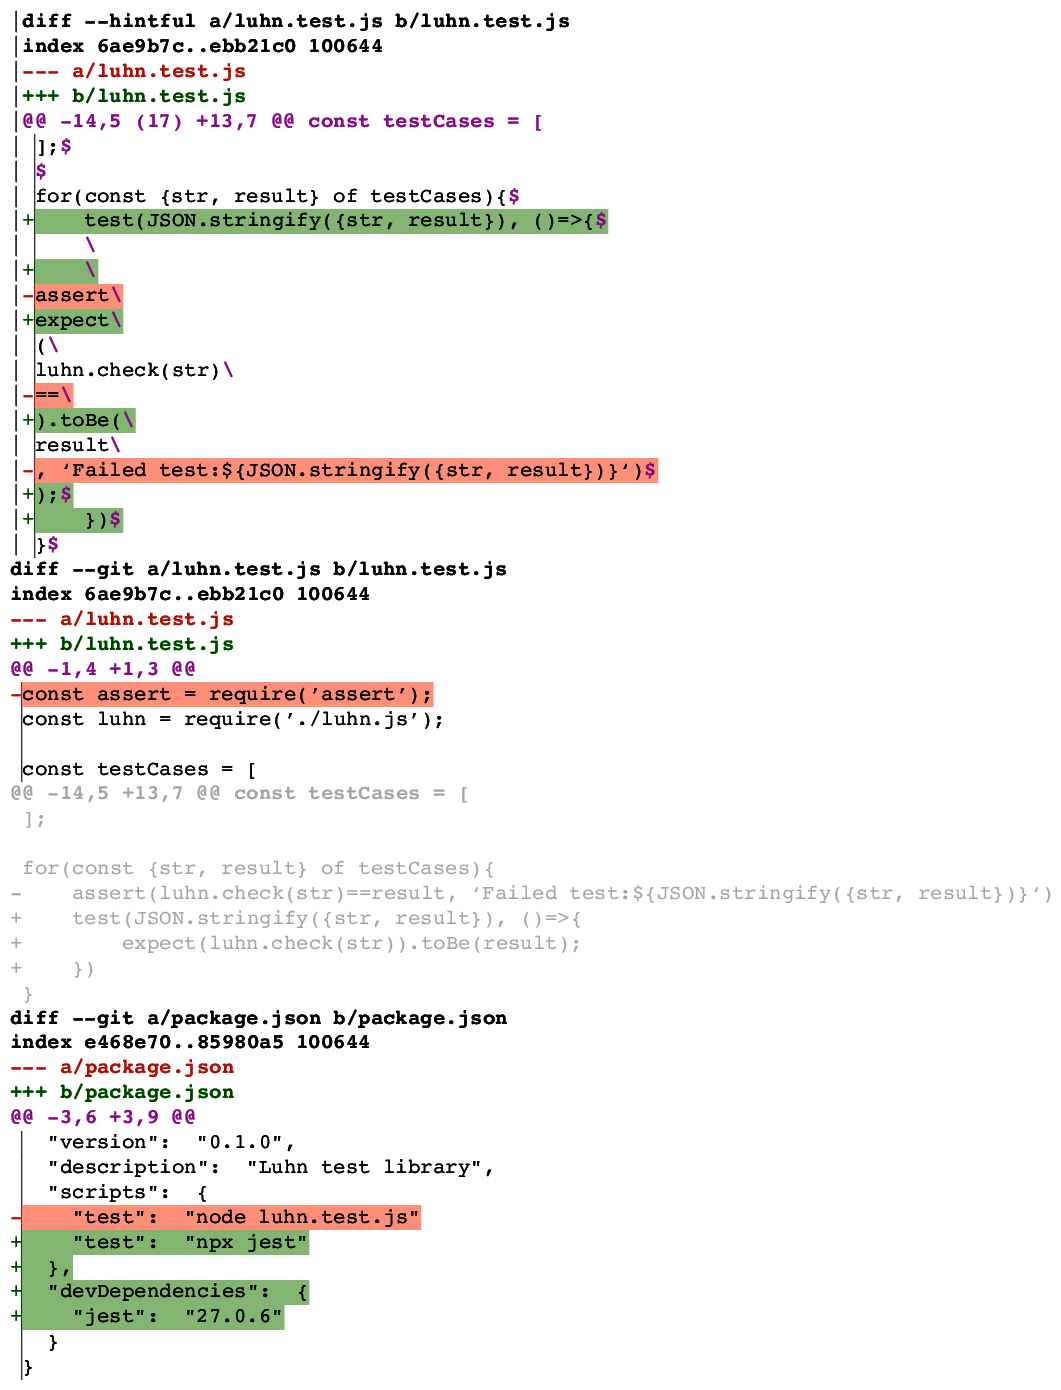 |diff --hintful a/luhn.test.js b/luhn.test.js
|index 6ae9b7c..ebb21c0 100644
|--- a/luhn.test.js
|+++ b/luhn.test.js
|@@ -14,5 (17) +13,7 @@ const testCases = [
| ];$
| $
| for(const {str, result} of testCases){$
|+    test(JSON.stringify({str, result}), ()=>{$
|     \
|+    \
|-assert\
|+expect\
| (\
| luhn.check(str)\
|-==\
|+).toBe(\
| result\
|-, ‘Failed test:${JSON.stringify({str, result})}‘)$
|+);$
|+    })$
| }$
diff --git a/luhn.test.js b/luhn.test.js
index 6ae9b7c..ebb21c0 100644
--- a/luhn.test.js
+++ b/luhn.test.js
@@ -1,4 +1,3 @@
-const assert = require(’assert’);
 const luhn = require(’./luhn.js’);

 const testCases = [
@@ -14,5 +13,7 @@ const testCases = [
 ];

 for(const {str, result} of testCases){
-    assert(luhn.check(str)==result, ‘Failed test:${JSON.stringify({str, result})}‘)
+    test(JSON.stringify({str, result}), ()=>{
+        expect(luhn.check(str)).toBe(result);
+    })
 }
diff --git a/package.json b/package.json
index e468e70..85980a5 100644
--- a/package.json
+++ b/package.json
@@ -3,6 +3,9 @@
   "version":  "0.1.0",
   "description":  "Luhn test library",
   "scripts":  {
-    "test":  "node luhn.test.js"
+    "test":  "npx jest"
+  },
+  "devDependencies":  {
+    "jest":  "27.0.6"
   }
 }